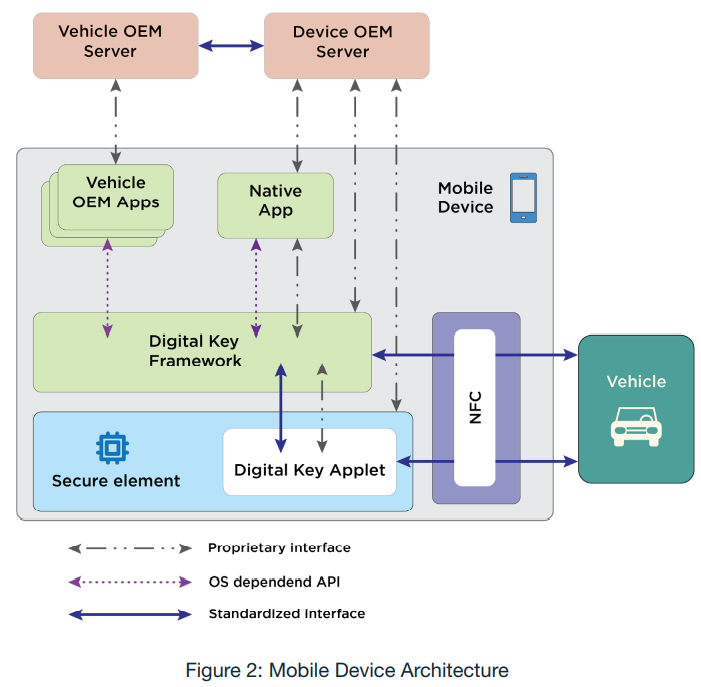 Vehicle OEM
Server
Device OEM
Server
Vehicle
OEM Apps
Native
App
Mobile
Device
Digital Key
Framework
NFC
Vehicle
Secure element
Digital Key Applet
Proprietary interface
OS dependend API
Standardized Interface
Figure 2: Mobile Device Architecture